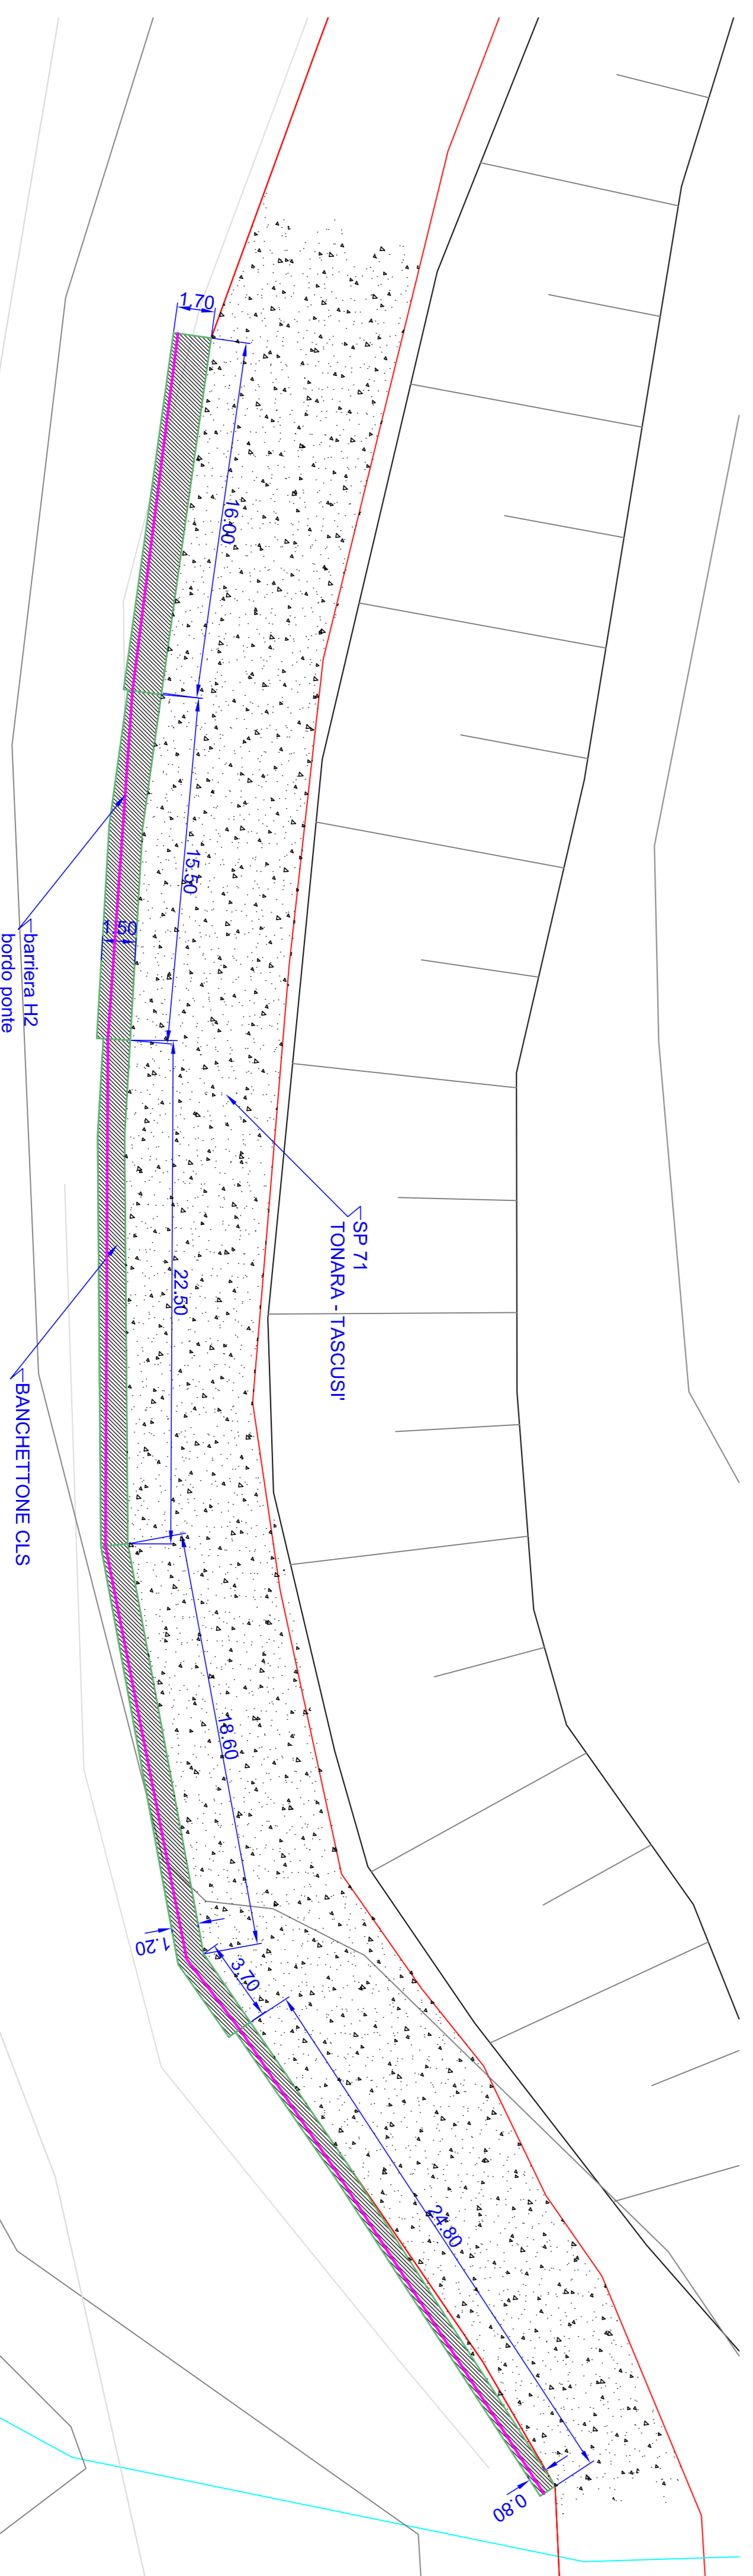 1.70
16.00
15.50
1.50
barriera H2
bordo ponte
SP 71
TONARA - TASCUSI'
22.50
BANCHETTONE CLS
18.60
1.20
3.70
24.80
0.80